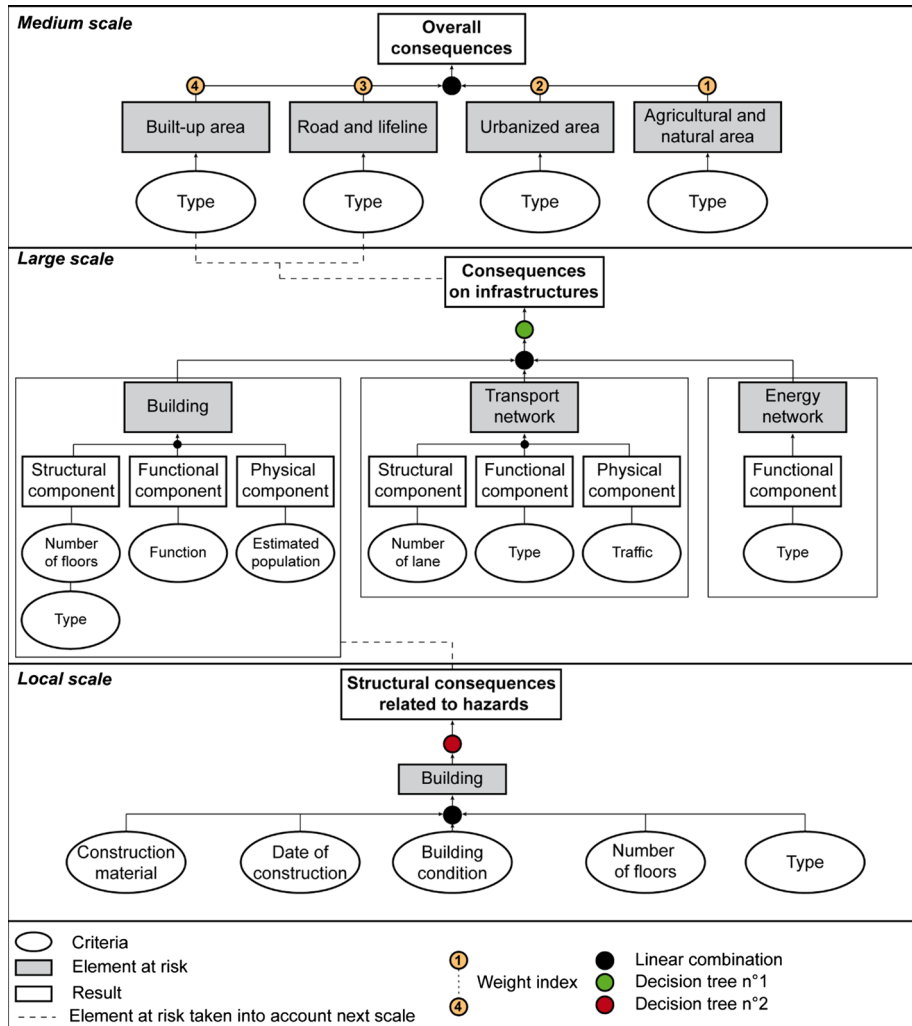 Medium scale
Overall
consequences
4
3
2
1
Built-up area
Road and lifeline
Urbanized area
Agricultural and
natural area
Type
Type
Type
Type
Large scale
Consequences
on infrastructures
Building
Transport
network
Energy
network
Structural
component
Functional
component
Physical
component
Structural
component
Functional
component
Physical
component
Functional
component
Number
of floors
Function
Estimated
population
Number
of lane
Type
Traffic
Type
Type
Local scale
Structural consequences
related to hazards
Building
Construction
material
Date of
construction
Building
condition
Number
of floors
Type
Criteria
Element at risk
Result
Element at risk taken into account next scale
1
Weight index
4
Linear combination
Decision tree n°1
Decision tree n°2